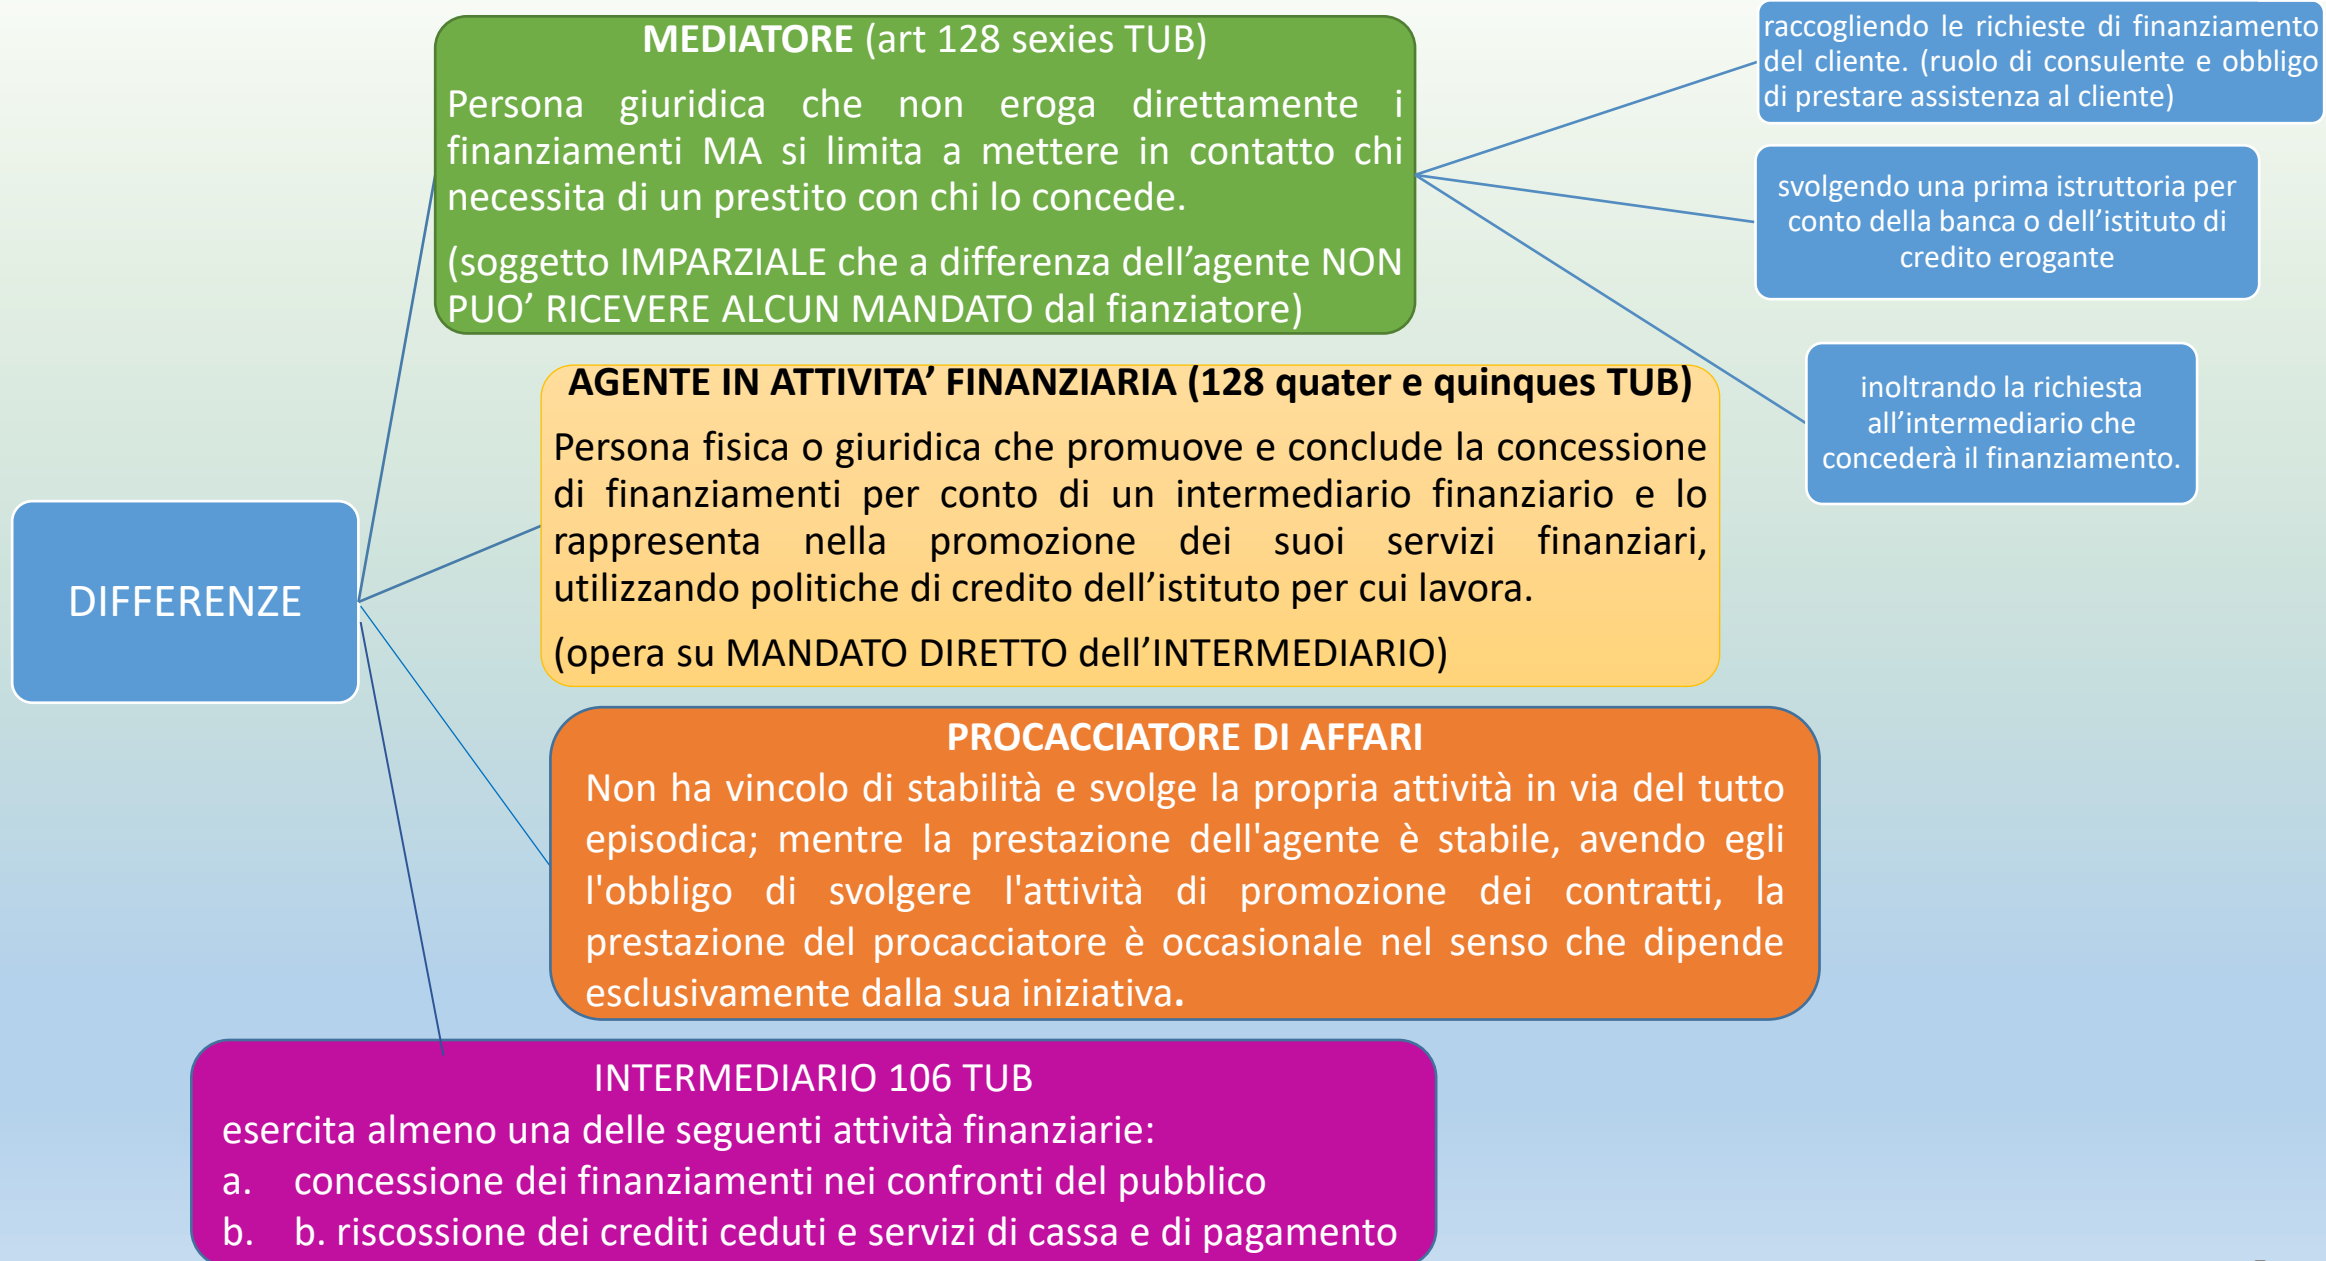 MEDIATORE (art 128 sexies TUB)
Persona giuridica che non eroga direttamente i
finanziamenti MA si limita a mettere in contatto chi
necessita di un prestito con chi lo concede.
(soggetto IMPARZIALE che a differenza dell’agente NON
PUO’ RICEVERE ALCUN MANDATO dal fianziatore)
raccogliendo le richieste di finanziamento
del cliente. (ruolo di consulente e obbligo
di prestare assistenza al cliente)
svolgendo una prima istruttoria per
conto della banca o dell’istituto di
credito erogante
inoltrando la richiesta
all’intermediario che
concederà il finanziamento.
AGENTE IN ATTIVITA’ FINANZIARIA (128 quater e quinques TUB)
Persona fisica o giuridica che promuove e conclude la concessione
di finanziamenti per conto di un intermediario finanziario e lo
rappresenta nella promozione dei suoi servizi finanziari,
utilizzando politiche di credito dell’istituto per cui lavora.
(opera su MANDATO DIRETTO dell’INTERMEDIARIO)
DIFFERENZE
PROCACCIATORE DI AFFARI
Non ha vincolo di stabilità e svolge la propria attività in via del tutto
episodica; mentre la prestazione dell'agente è stabile, avendo egli
l'obbligo di svolgere l'attività di promozione dei contratti, la
prestazione del procacciatore è occasionale nel senso che dipende
esclusivamente dalla sua iniziativa.
INTERMEDIARIO 106 TUB
esercita almeno una delle seguenti attività finanziarie:
a. concessione dei finanziamenti nei confronti del pubblico
b. b. riscossione dei crediti ceduti e servizi di cassa e di pagamento